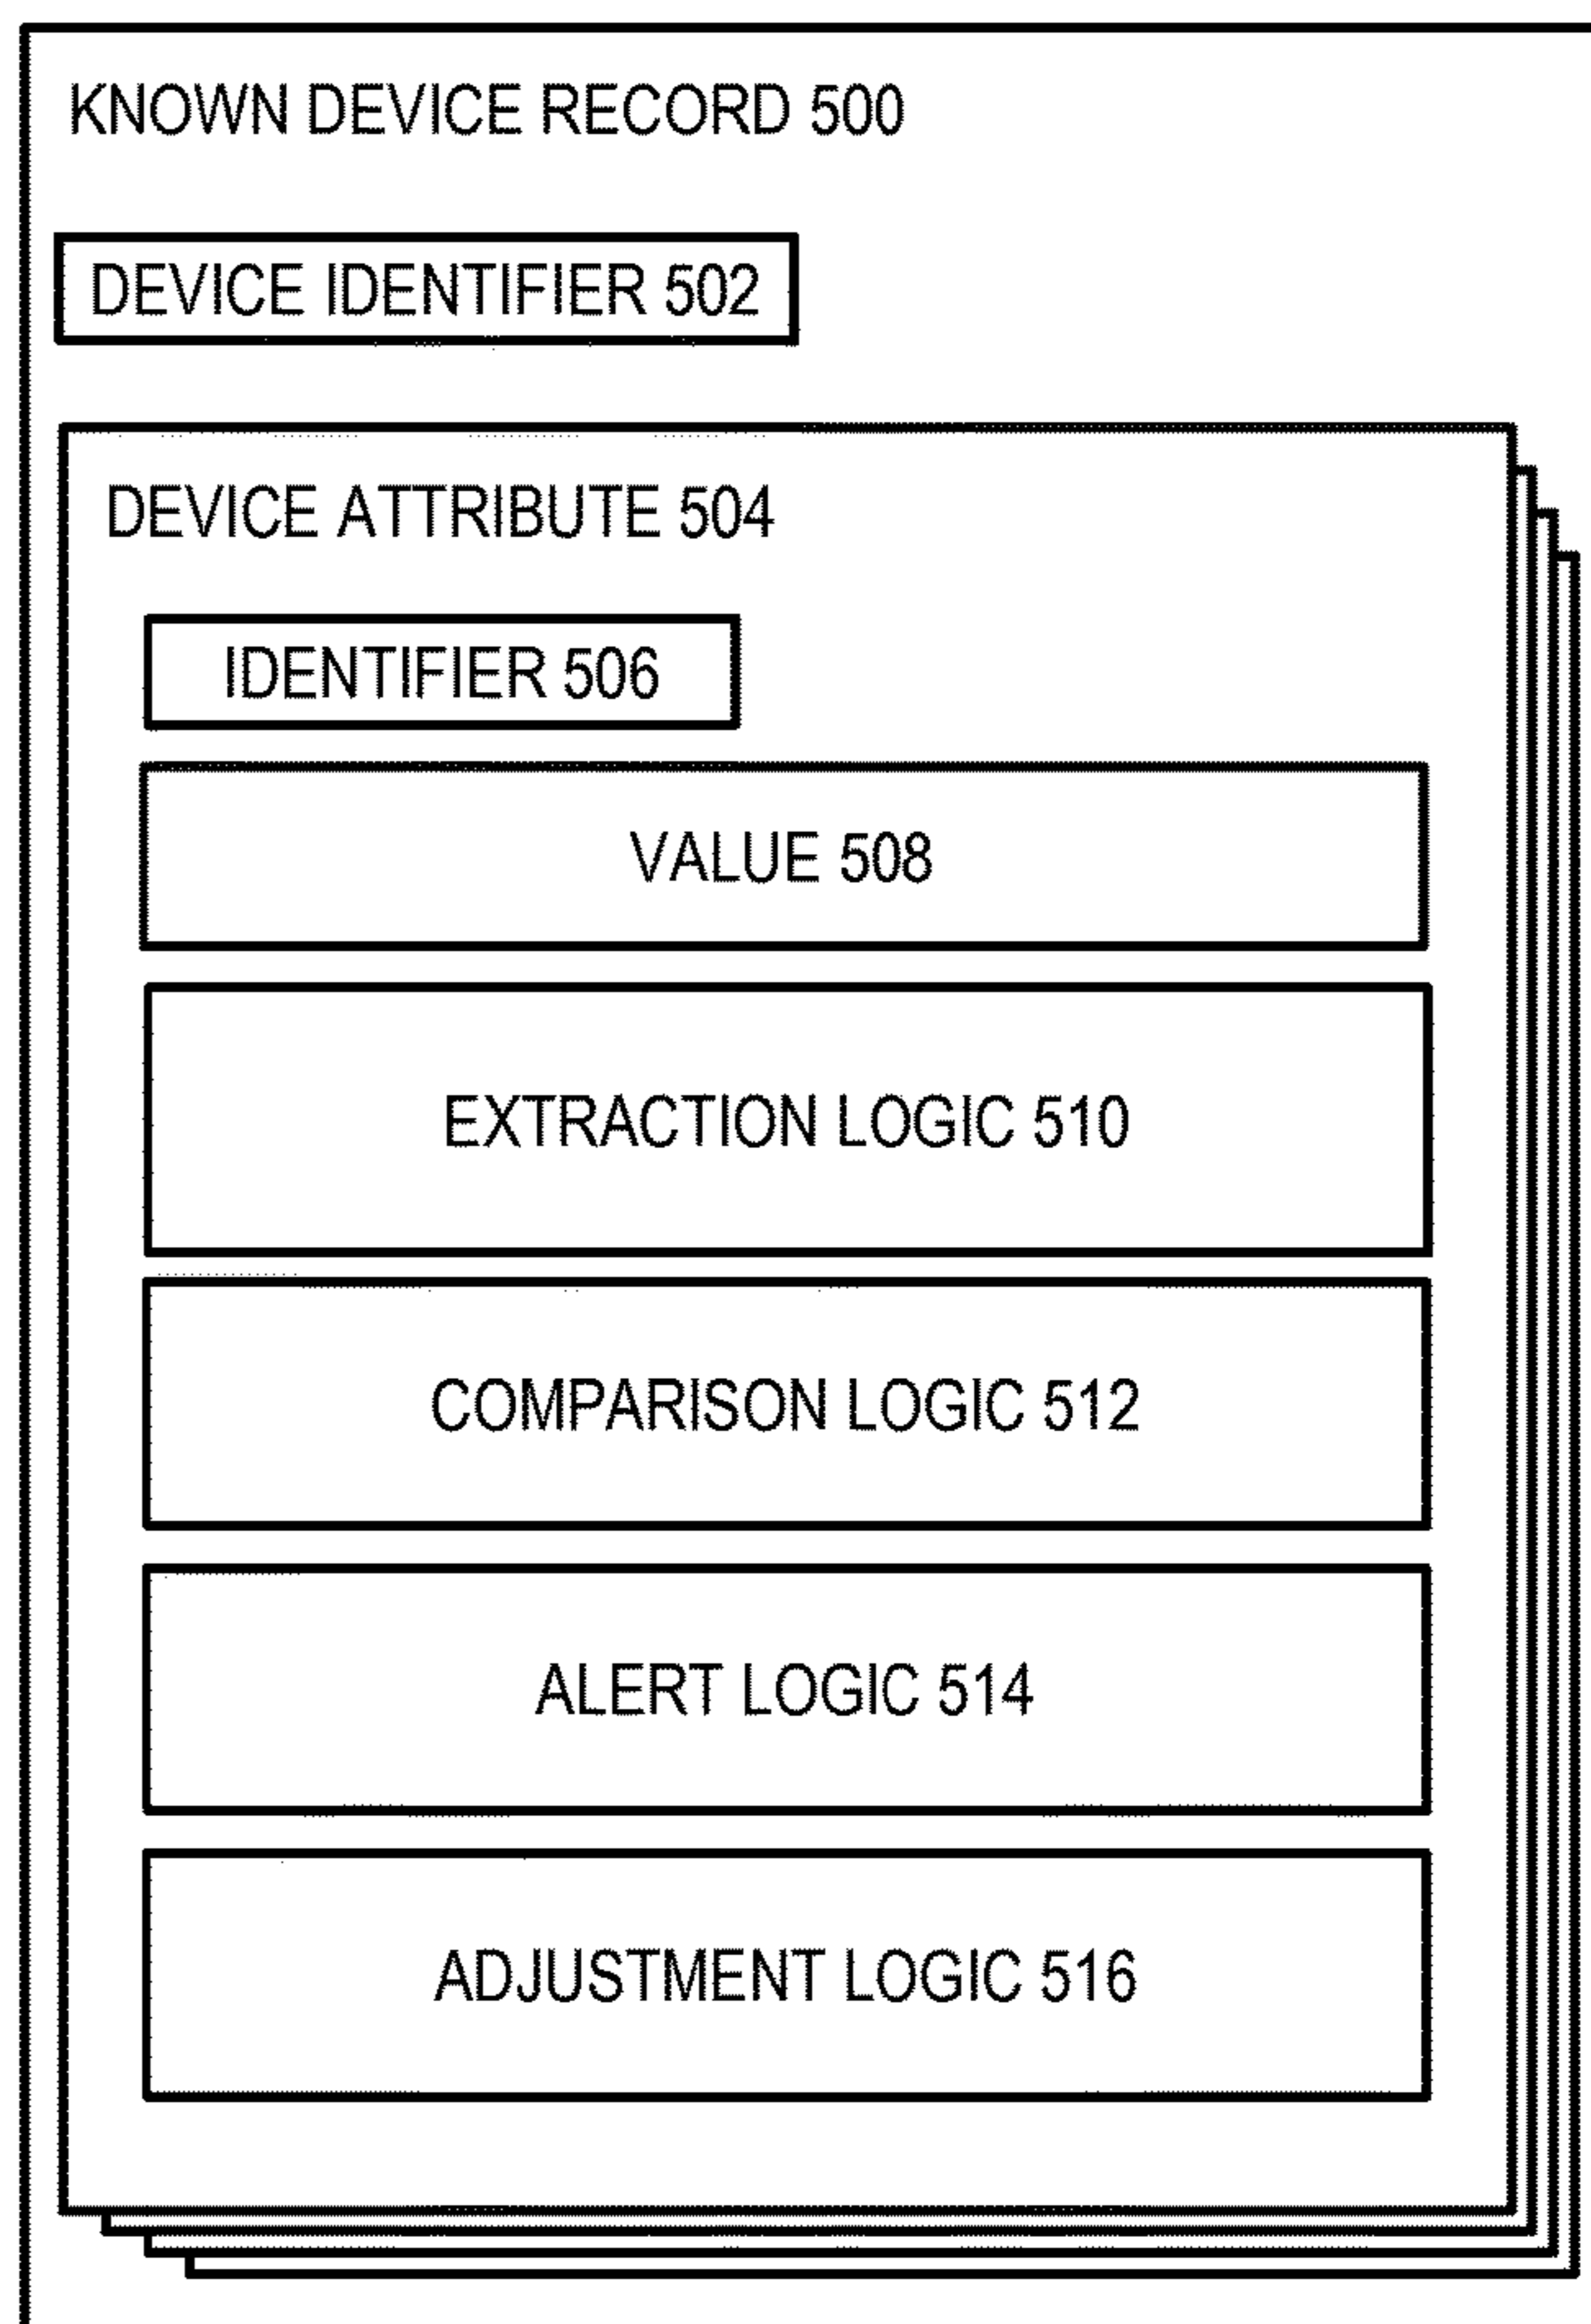 KNOWN DEVICE RECORD 500
DEVICE IDENTIFIER 502
DEVICE ATTRIBUTE 504
IDENTIFIER 506
VALUE 508
EXTRACTION LOGIC 510
COMPARISON LOGIC 512
ALERT LOGIC 514
ADJUSTMENT LOGIC 516